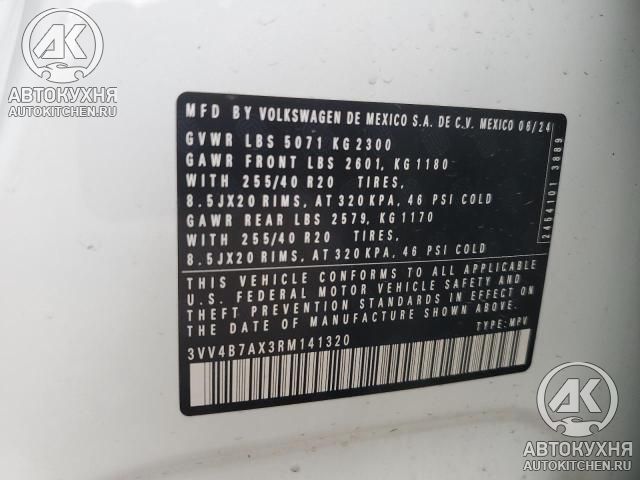 АК
АВТОКУХНЯ
AUTOKITCHEN.RU
MFD BY VOLKSWAGEN DE MEXICO S.A. DE C.V. MEXICO 06/24
GVWR LBS 5071 KG 2300
GAWR FRONT LBS 2601, KG 1180
WITH 255/40 R20 TIRES,
8.5JX20 RIMS, AT 320 KPA, 46 PSI COLD
GAWR REAR LBS 2579, KG 1170
WITH 255/40 R20 TIRES,
8.5JX20 RIMS, AT 320 KPA, 46 PSI COLD
THIS VEHICLE CONFORMS TO ALL APPLICABLE
U.S. FEDERAL MOTOR VEHICLE SAFETY AND
THEFT PREVENTION STANDARDS IN EFFECT ON
THE DATE OF MANUFACTURE SHOWN ABOVE.
3VV4B7AX3RM141320 TYPE: MPV
2454101 3889
АК
АВТОКУХНЯ
AUTOKITCHEN.RU